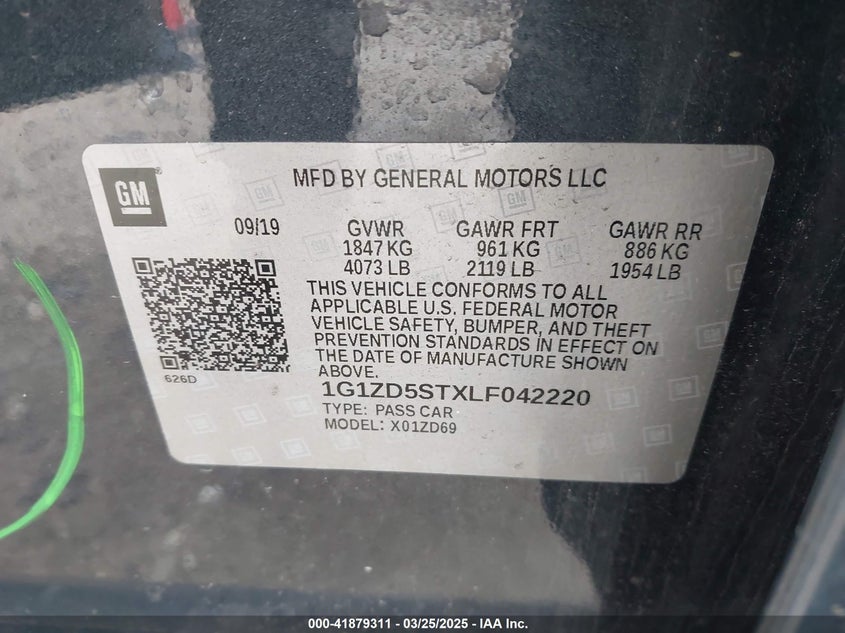 GM
MFD BY GENERAL MOTORS LLC
09/19 GVWR GAWR FRT GAWR RR
1847 KG 961 KG 886 KG
4073 LB 2119 LB 1954 LB
THIS VEHICLE CONFORMS TO ALL
APPLICABLE U.S. FEDERAL MOTOR
VEHICLE SAFETY, BUMPER, AND THEFT
PREVENTION STANDARDS IN EFFECT ON
THE DATE OF MANUFACTURE SHOWN
ABOVE.
626D
1G1ZD5STXLF042220
TYPE: PASS CAR
MODEL: X01ZD69
000-41879311 / 03/25/2025 - IAA Inc.